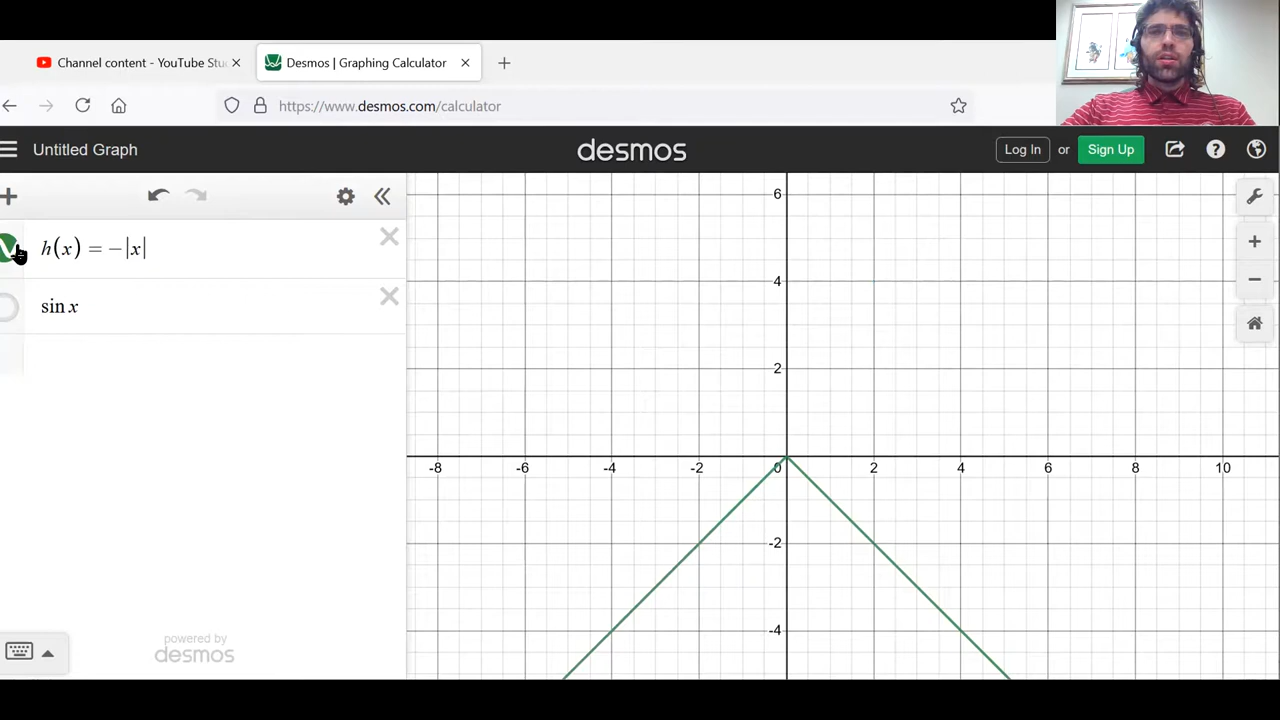 Channel content - YouTube Stu
Desmos | Graphing Calculator
https://www.desmos.com/calculator
Untitled Graph
desmos
Log In or Sign Up
h(x) = −|x|
sin x
powered by
desmos
6
4
2
-8 -6 -4 -2 0 2 4 6 8 10
-2
-4